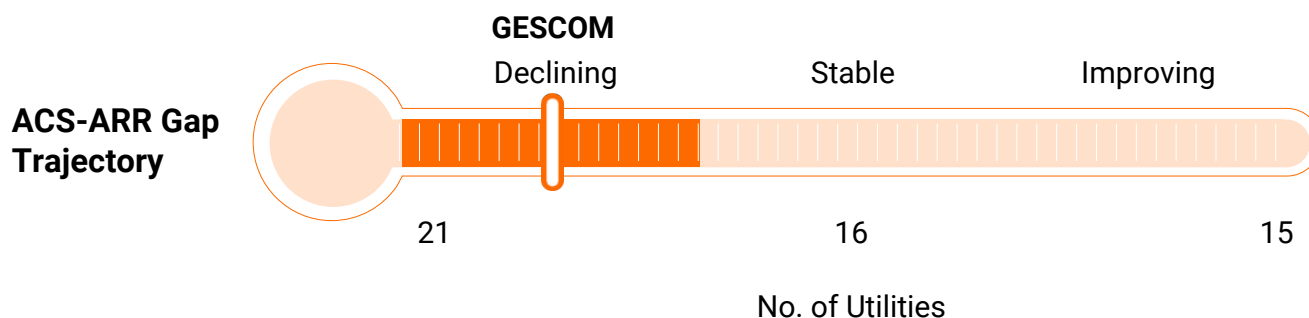 GESCOM
Declining Stable Improving
ACS-ARR Gap
Trajectory
21 16 15
No. of Utilities